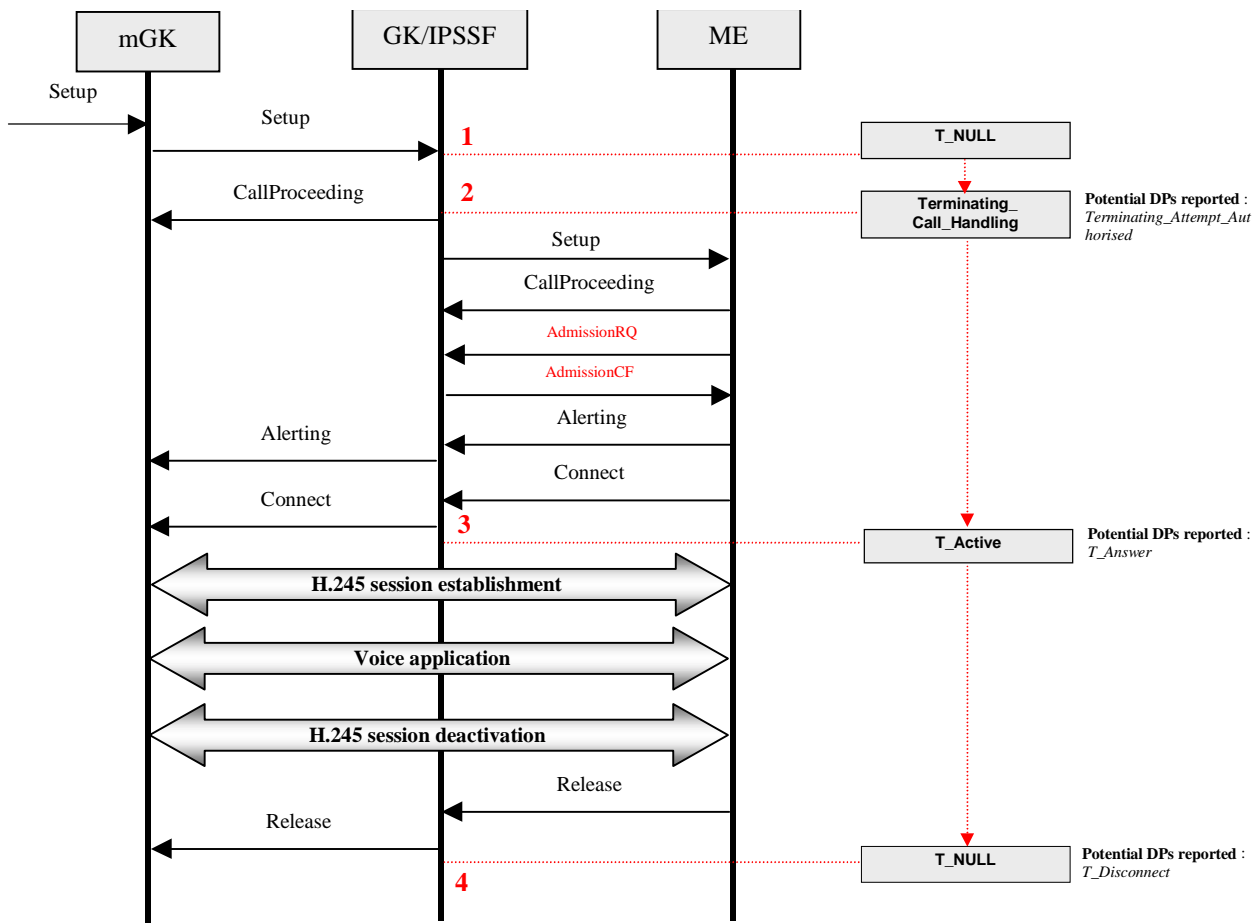 mGK
GK/IPSSF
ME
Setup
Setup
1
T_NULL
CallProceeding
2
Terminating_
Call_Handling
Potential DPs reported :
Terminating_Attempt_Aut
horised
Setup
CallProceeding
AdmissionRQ
AdmissionCF
Alerting
Alerting
Connect
Connect
3
T_Active
Potential DPs reported :
T_Answer
H.245 session establishment
Voice application
H.245 session deactivation
Release
Release
4
T_NULL
Potential DPs reported :
T_Disconnect